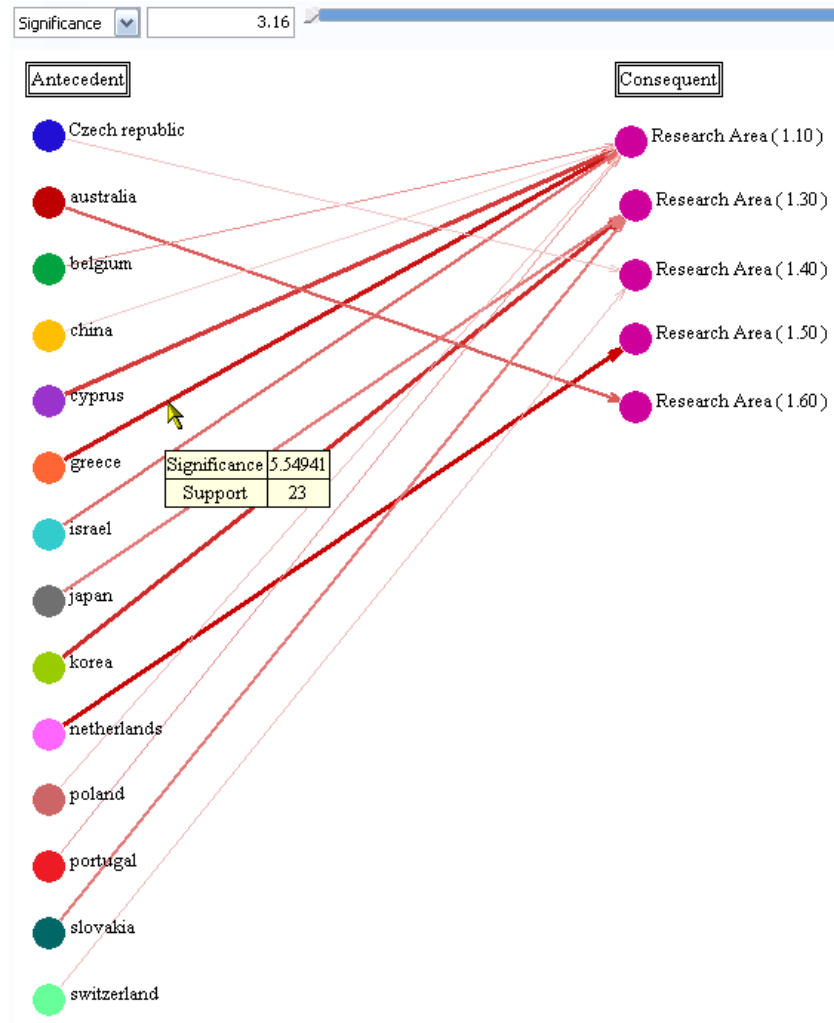 Significance 3.16
Antecedent Consequent
Czech republic Research Area ( 1.10 )
australia Research Area ( 1.30 )
belgium Research Area ( 1.40 )
china Research Area ( 1.50 )
cyprus Research Area ( 1.60 )
greece
Significance 5.54941
Support 23
israel
japan
korea
netherlands
poland
portugal
slovakia
switzerland